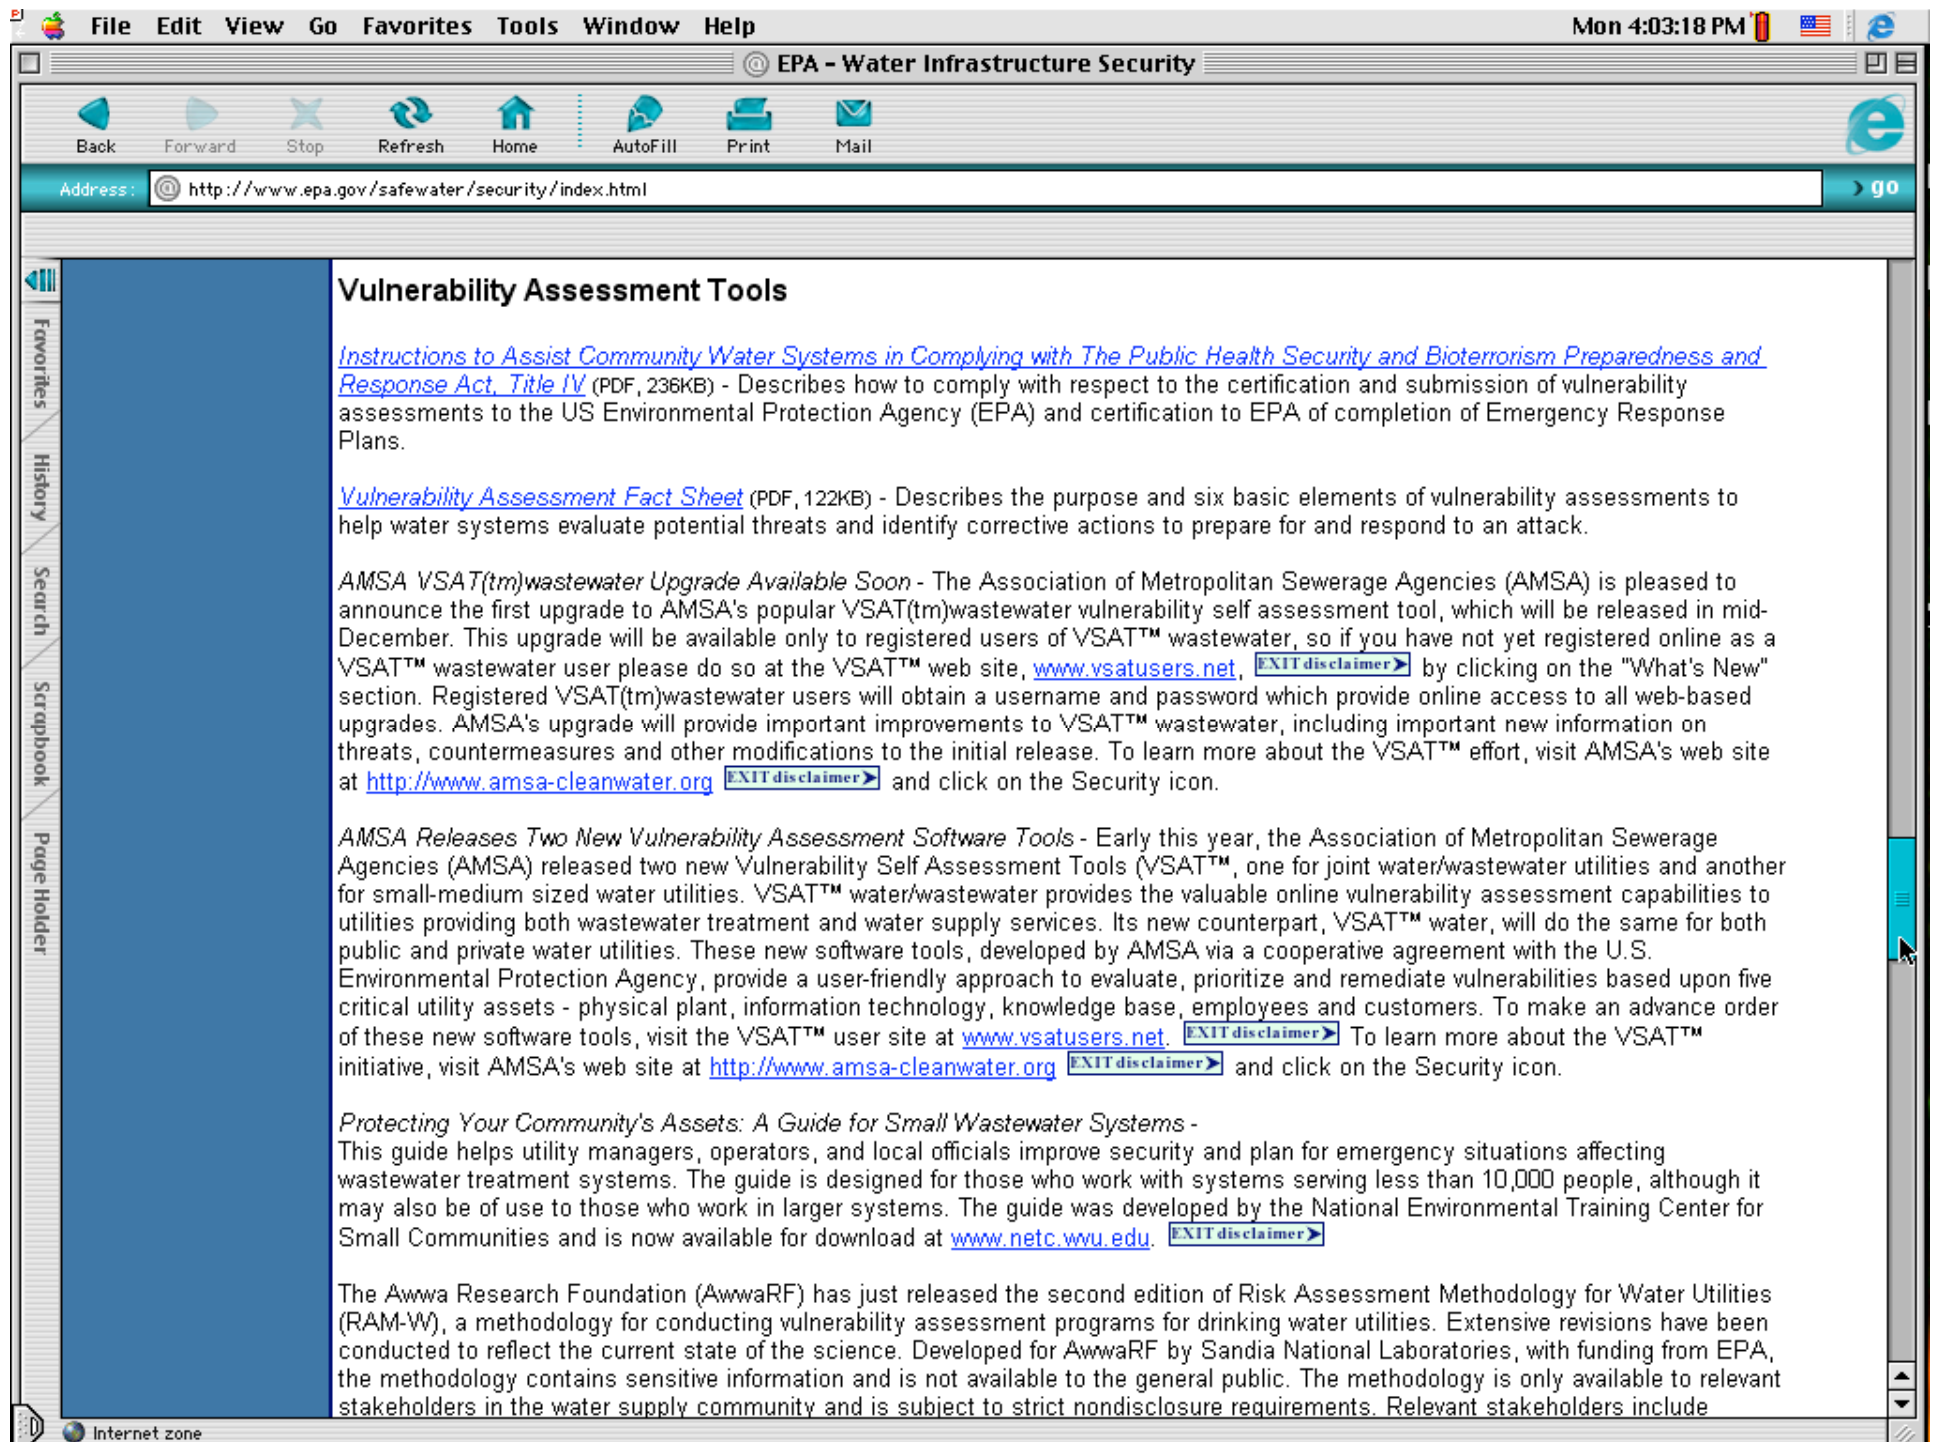 File Edit View Go Favorites Tools Window Help Mon 4:03:18 PM
EPA - Water Infrastructure Security
Back Forward Stop Refresh Home AutoFill Print Mail
Address: http://www.epa.gov/safewater/security/index.html go
Favorites
History
Search
Scrapbook
Page Holder
Vulnerability Assessment Tools
Instructions to Assist Community Water Systems in Complying with The Public Health Security and Bioterrorism Preparedness and
Response Act, Title IV (PDF, 236KB) - Describes how to comply with respect to the certification and submission of vulnerability
assessments to the US Environmental Protection Agency (EPA) and certification to EPA of completion of Emergency Response
Plans.
Vulnerability Assessment Fact Sheet (PDF, 122KB) - Describes the purpose and six basic elements of vulnerability assessments to
help water systems evaluate potential threats and identify corrective actions to prepare for and respond to an attack.
AMSA VSAT(tm)wastewater Upgrade Available Soon - The Association of Metropolitan Sewerage Agencies (AMSA) is pleased to
announce the first upgrade to AMSA's popular VSAT(tm)wastewater vulnerability self assessment tool, which will be released in mid-
December. This upgrade will be available only to registered users of VSAT™ wastewater, so if you have not yet registered online as a
VSAT™ wastewater user please do so at the VSAT™ web site, www.vsatusers.net, EXIT disclaimer by clicking on the "What's New"
section. Registered VSAT(tm)wastewater users will obtain a username and password which provide online access to all web-based
upgrades. AMSA's upgrade will provide important improvements to VSAT™ wastewater, including important new information on
threats, countermeasures and other modifications to the initial release. To learn more about the VSAT™ effort, visit AMSA's web site
at http://www.amsa-cleanwater.org EXIT disclaimer and click on the Security icon.
AMSA Releases Two New Vulnerability Assessment Software Tools - Early this year, the Association of Metropolitan Sewerage
Agencies (AMSA) released two new Vulnerability Self Assessment Tools (VSAT™, one for joint water/wastewater utilities and another
for small-medium sized water utilities. VSAT™ water/wastewater provides the valuable online vulnerability assessment capabilities to
utilities providing both wastewater treatment and water supply services. Its new counterpart, VSAT™ water, will do the same for both
public and private water utilities. These new software tools, developed by AMSA via a cooperative agreement with the U.S.
Environmental Protection Agency, provide a user-friendly approach to evaluate, prioritize and remediate vulnerabilities based upon five
critical utility assets - physical plant, information technology, knowledge base, employees and customers. To make an advance order
of these new software tools, visit the VSAT™ user site at www.vsatusers.net. EXIT disclaimer To learn more about the VSAT™
initiative, visit AMSA's web site at http://www.amsa-cleanwater.org EXIT disclaimer and click on the Security icon.
Protecting Your Community's Assets: A Guide for Small Wastewater Systems -
This guide helps utility managers, operators, and local officials improve security and plan for emergency situations affecting
wastewater treatment systems. The guide is designed for those who work with systems serving less than 10,000 people, although it
may also be of use to those who work in larger systems. The guide was developed by the National Environmental Training Center for
Small Communities and is now available for download at www.netc.wvu.edu. EXIT disclaimer
The Awwa Research Foundation (AwwaRF) has just released the second edition of Risk Assessment Methodology for Water Utilities
(RAM-W), a methodology for conducting vulnerability assessment programs for drinking water utilities. Extensive revisions have been
conducted to reflect the current state of the science. Developed for AwwaRF by Sandia National Laboratories, with funding from EPA,
the methodology contains sensitive information and is not available to the general public. The methodology is only available to relevant
stakeholders in the water supply community and is subject to strict nondisclosure requirements. Relevant stakeholders include
Internet zone